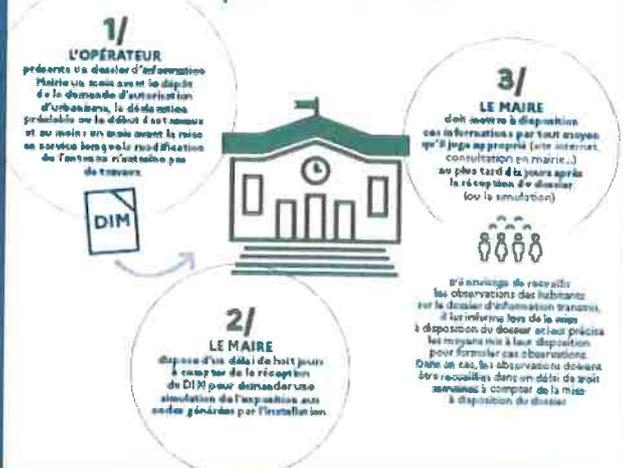 1/
L'OPÉRATEUR
présente un dossier d'information
Mairie un mois avant le dépôt
de la demande d'autorisation
d'urbanisme, la déclaration
préalable ou le début des travaux
et au moins un mois avant la mise
en service lorsque la modification
de l'antenne n'entraîne pas
de travaux
DIM
2/
LE MAIRE
dispose d'un délai de huit jours
à compter de la réception
du DIM pour demander une
simulation de l'exposition aux
ondes générées par l'installation
3/
LE MAIRE
doit mettre à disposition
ces informations par tout moyen
qu'il juge approprié (site internet,
consultation en mairie...)
au plus tard dix jours après
la réception du dossier
(ou la simulation)
s'il envisage de recueillir
les observations des habitants
sur le dossier d'information transmis,
il les informe lors de la mise
à disposition du dossier et leur précise
les moyens mis à leur disposition
pour formuler ces observations.
Dans ce cas, les observations doivent
être recueillies dans un délai de trois
semaines à compter de la mise
à disposition du dossier